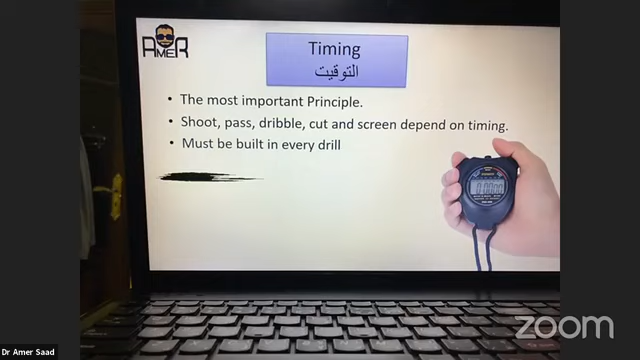 AMER
Timing
التوقيت
• The most important Principle.
• Shoot, pass, dribble, cut and screen depend on timing.
• Must be built in every drill
zoom
Dr Amer Saad